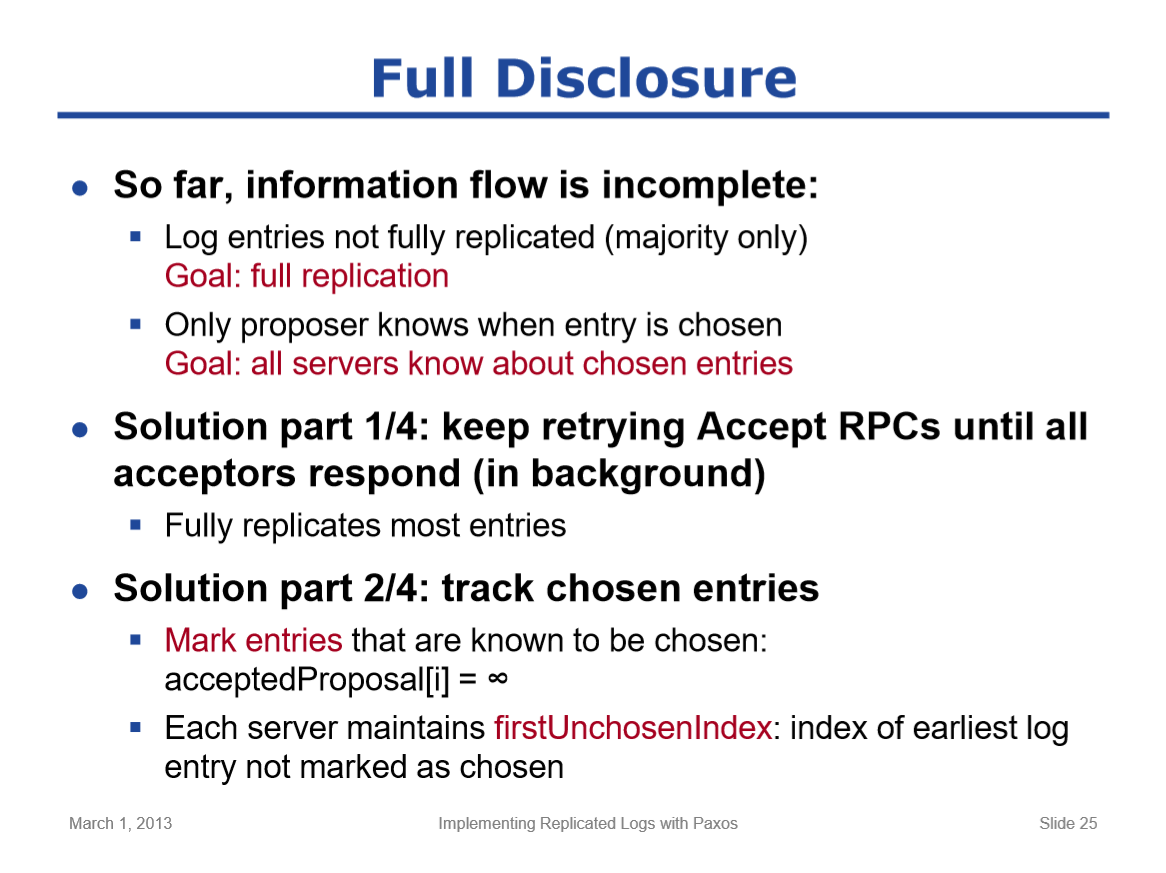 Full Disclosure
● So far, information flow is incomplete:
▪ Log entries not fully replicated (majority only)
Goal: full replication
▪ Only proposer knows when entry is chosen
Goal: all servers know about chosen entries
● Solution part 1/4: keep retrying Accept RPCs until all
acceptors respond (in background)
▪ Fully replicates most entries
● Solution part 2/4: track chosen entries
▪ Mark entries that are known to be chosen:
acceptedProposal[i] = ∞
▪ Each server maintains firstUnchosenIndex: index of earliest log
entry not marked as chosen
March 1, 2013 Implementing Replicated Logs with Paxos Slide 25